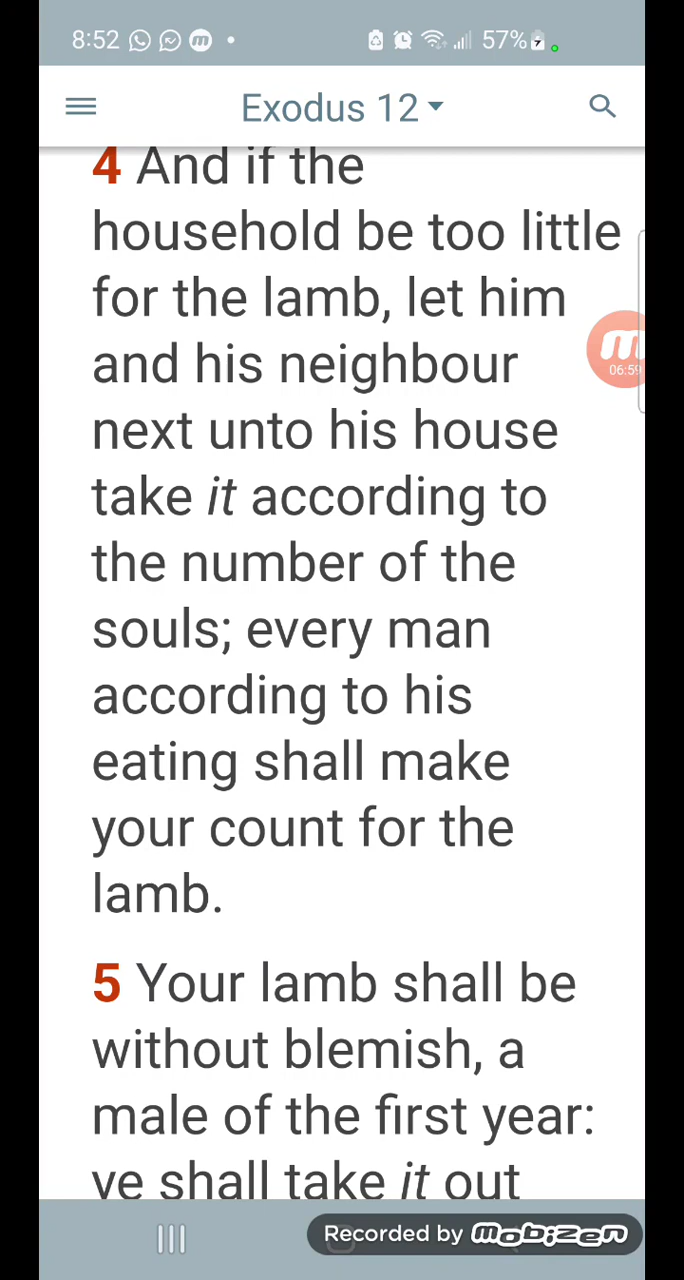 8:52 57%
Exodus 12
4 And if the
household be too little
for the lamb, let him
and his neighbour
m
06:59
next unto his house
take it according to
the number of the
souls; every man
according to his
eating shall make
your count for the
lamb.
5 Your lamb shall be
without blemish, a
male of the first year:
ye shall take it out
Recorded by mobizen